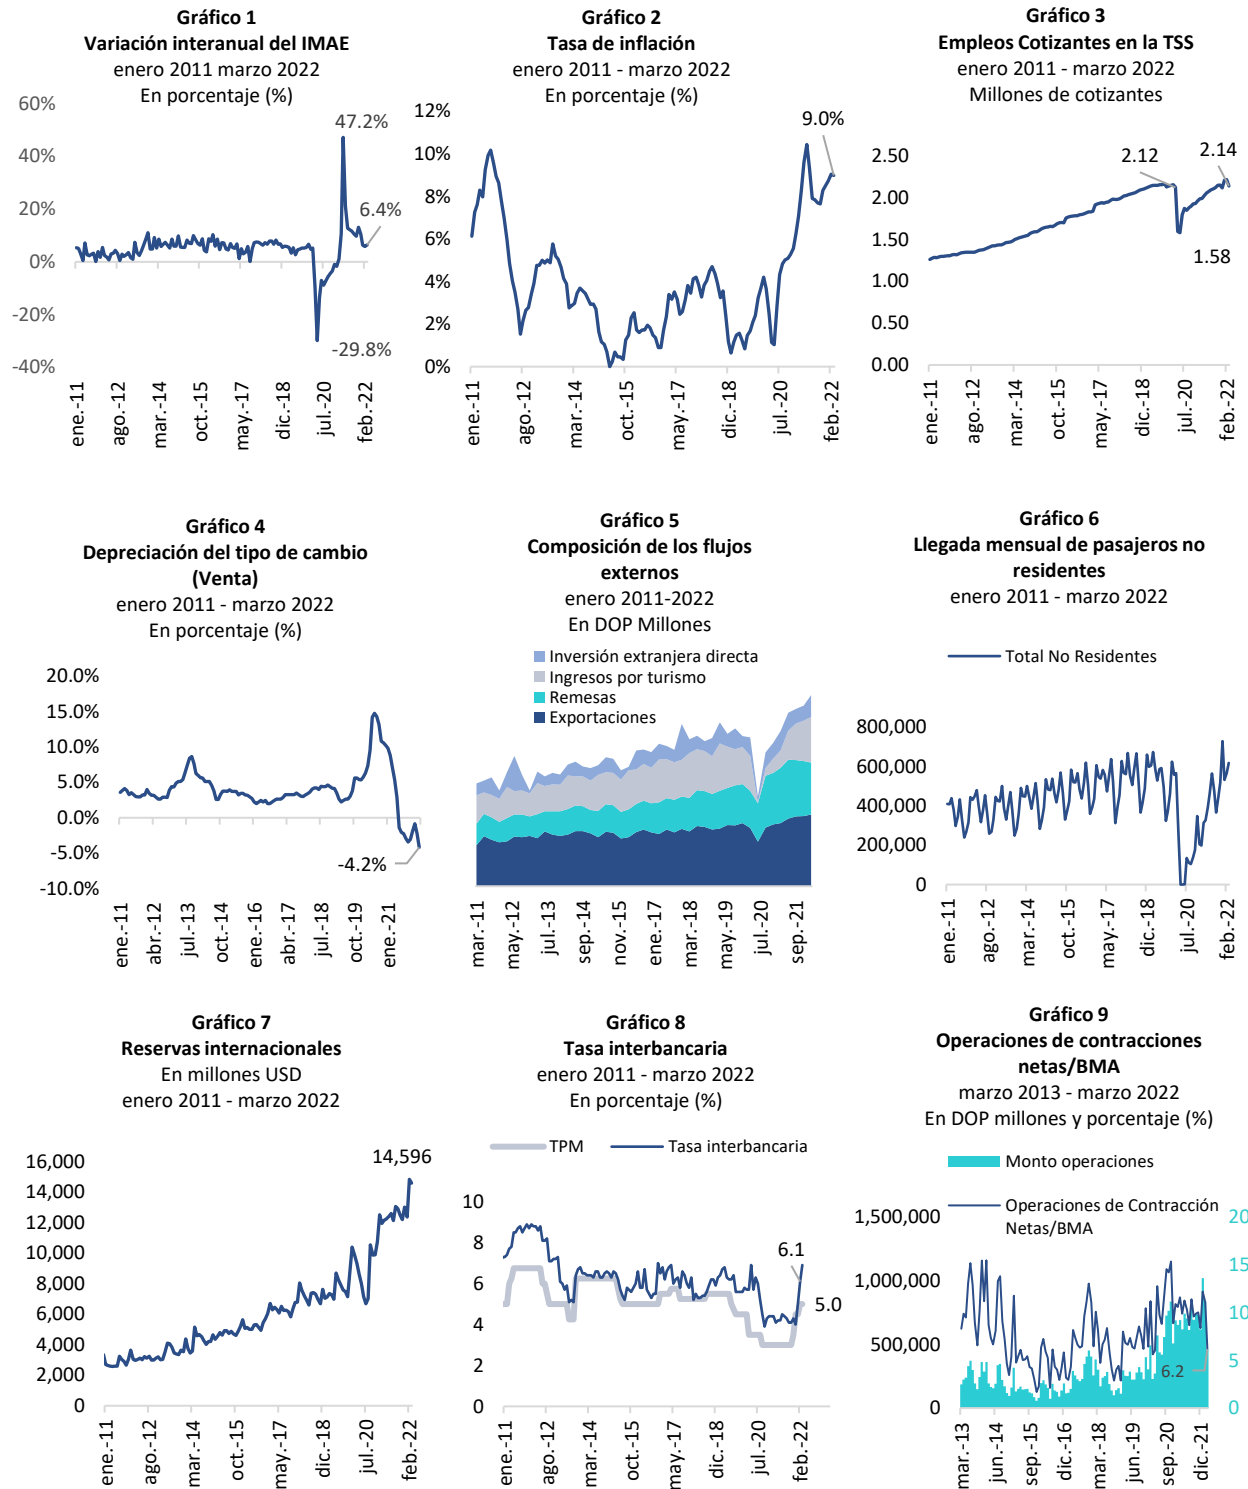 Gráfico 1
Variación interanual del IMAE
enero 2011 marzo 2022
En porcentaje (%)
60%
40%
20%
0%
-20%
-40%
47.2%
6.4%
-29.8%
ene.-11
ago.-12
mar.-14
oct.-15
may.-17
dic.-18
jul.-20
feb.-22
Gráfico 2
Tasa de inflación
enero 2011 - marzo 2022
En porcentaje (%)
12%
10%
8%
6%
4%
2%
0%
9.0%
ene.-11
ago.-12
mar.-14
oct.-15
may.-17
dic.-18
jul.-20
feb.-22
Gráfico 3
Empleos Cotizantes en la TSS
enero 2011 - marzo 2022
Millones de cotizantes
2.50
2.00
1.50
1.00
0.50
0.00
2.12
2.14
1.58
ene.-11
ago.-12
mar.-14
oct.-15
may.-17
dic.-18
jul.-20
feb.-22
Gráfico 4
Depreciación del tipo de cambio
(Venta)
enero 2011 - marzo 2022
En porcentaje (%)
20.0%
15.0%
10.0%
5.0%
0.0%
-5.0%
-10.0%
-4.2%
ene.-11
abr.-12
jul.-13
oct.-14
ene.-16
abr.-17
jul.-18
oct.-19
ene.-21
Gráfico 5
Composición de los flujos
externos
enero 2011-2022
En DOP Millones
Inversión extranjera directa
Ingresos por turismo
Remesas
Exportaciones
mar.-11
may.-12
jul.-13
sep.-14
nov.-15
ene.-17
mar.-18
may.-19
jul.-20
sep.-21
Gráfico 6
Llegada mensual de pasajeros no
residentes
enero 2011 - marzo 2022
Total No Residentes
800,000
600,000
400,000
200,000
0
ene.-11
ago.-12
mar.-14
oct.-15
may.-17
dic.-18
jul.-20
feb.-22
Gráfico 7
Reservas internacionales
En millones USD
enero 2011 - marzo 2022
16,000
14,000
12,000
10,000
8,000
6,000
4,000
2,000
0
14,596
ene.-11
ago.-12
mar.-14
oct.-15
may.-17
dic.-18
jul.-20
feb.-22
Gráfico 8
Tasa interbancaria
enero 2011 - marzo 2022
En porcentaje (%)
TPM
Tasa interbancaria
10
8
6
4
2
0
6.1
5.0
ene.-11
ago.-12
mar.-14
oct.-15
may.-17
dic.-18
jul.-20
feb.-22
Gráfico 9
Operaciones de contracciones
netas/BMA
marzo 2013 - marzo 2022
En DOP millones y porcentaje (%)
Monto operaciones
Operaciones de Contracción
Netas/BMA
1,500,000
1,000,000
500,000
0
20
15
10
5
0
6.2
mar.-13
jun.-14
sep.-15
dic.-16
mar.-18
jun.-19
sep.-20
dic.-21